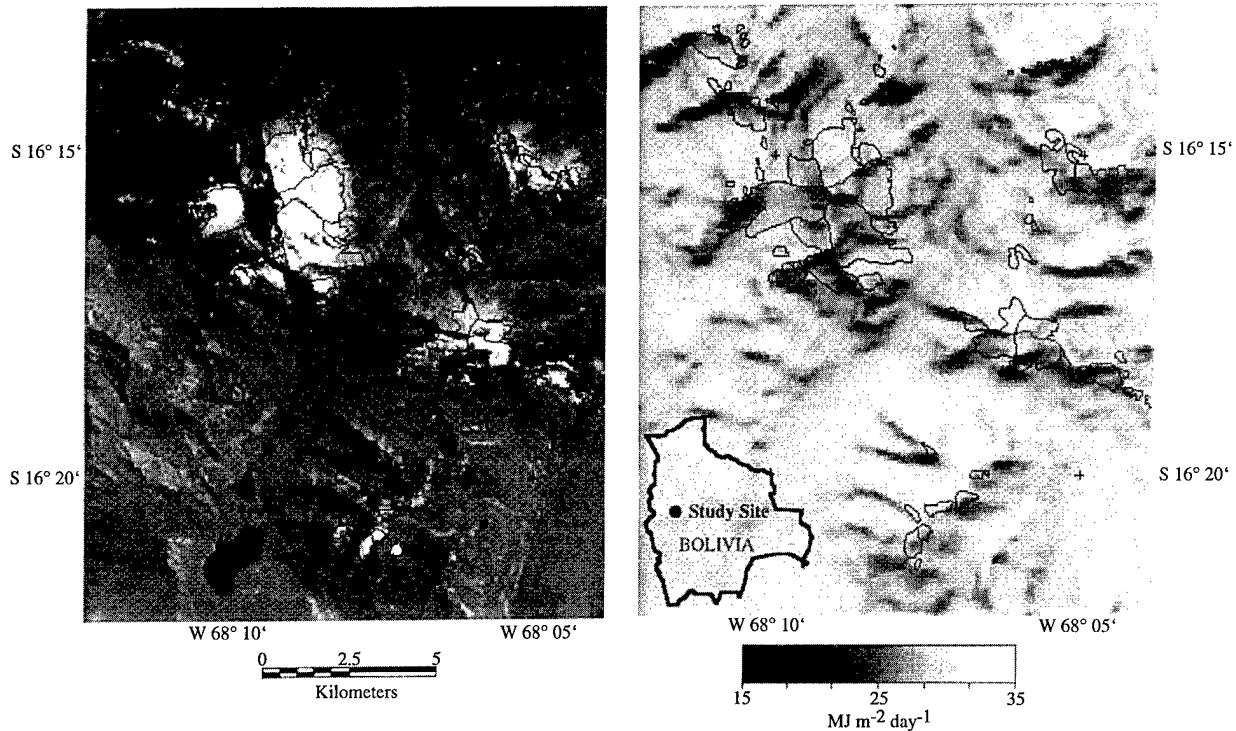 S 16° 15‘
S 16° 20‘
W 68° 10‘
W 68° 05‘
0
2.5
5
Kilometers
S 16° 15‘
S 16° 20‘
Study Site
BOLIVIA
W 68° 10‘
W 68° 05‘
15
25
35
MJ m⁻² day⁻¹